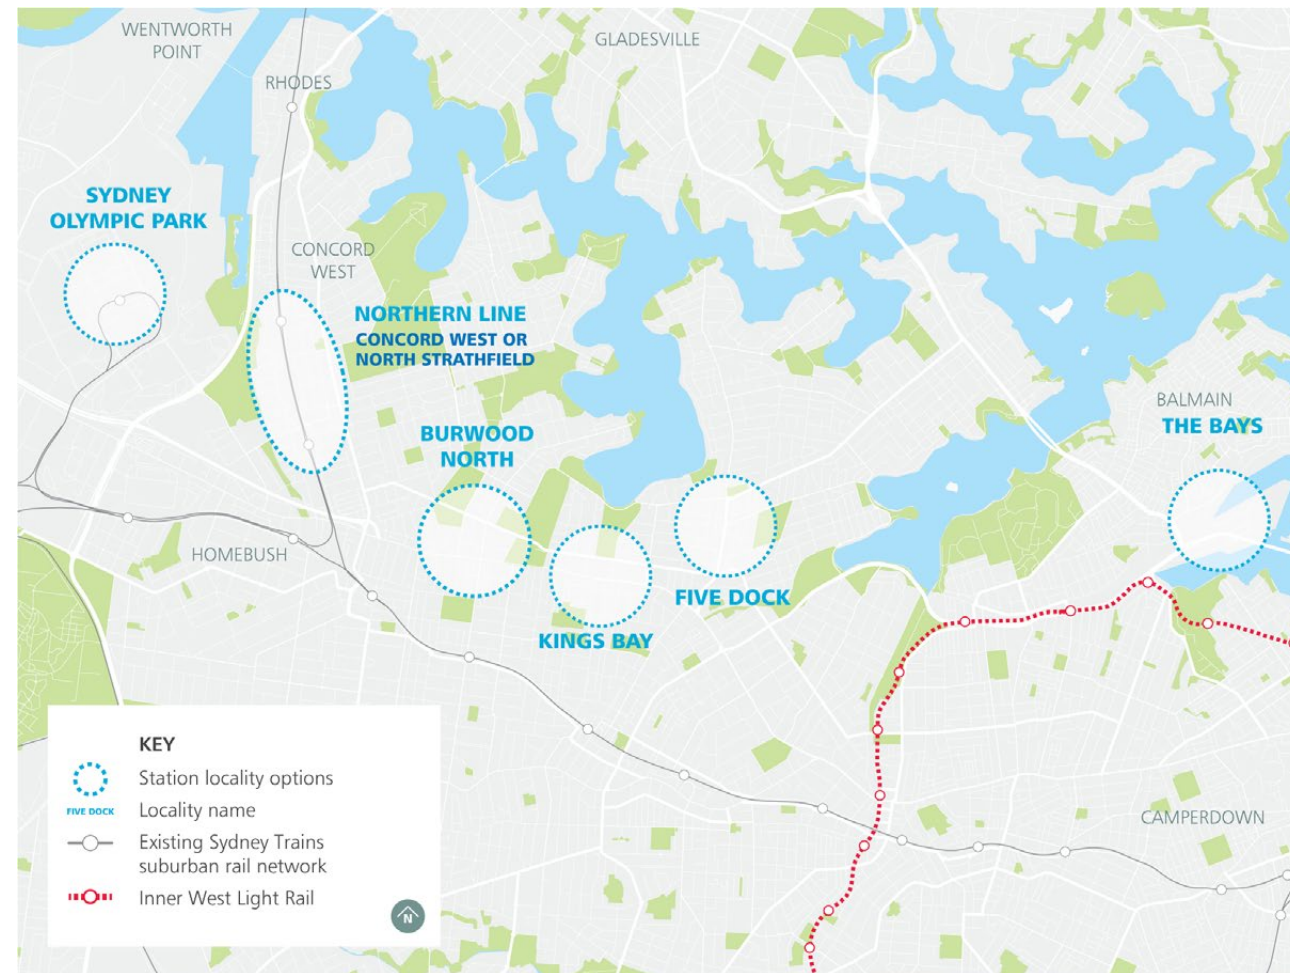 WENTWORTH
POINT
GLADESVILLE
RHODES
SYDNEY
OLYMPIC PARK
CONCORD
WEST
NORTHERN LINE
CONCORD WEST OR
NORTH STRATHFIELD
BALMAIN
THE BAYS
BURWOOD
NORTH
HOMEBUSH
FIVE DOCK
KINGS BAY
CAMPERDOWN
KEY
Station locality options
FIVE DOCK Locality name
Existing Sydney Trains
suburban rail network
Inner West Light Rail
N